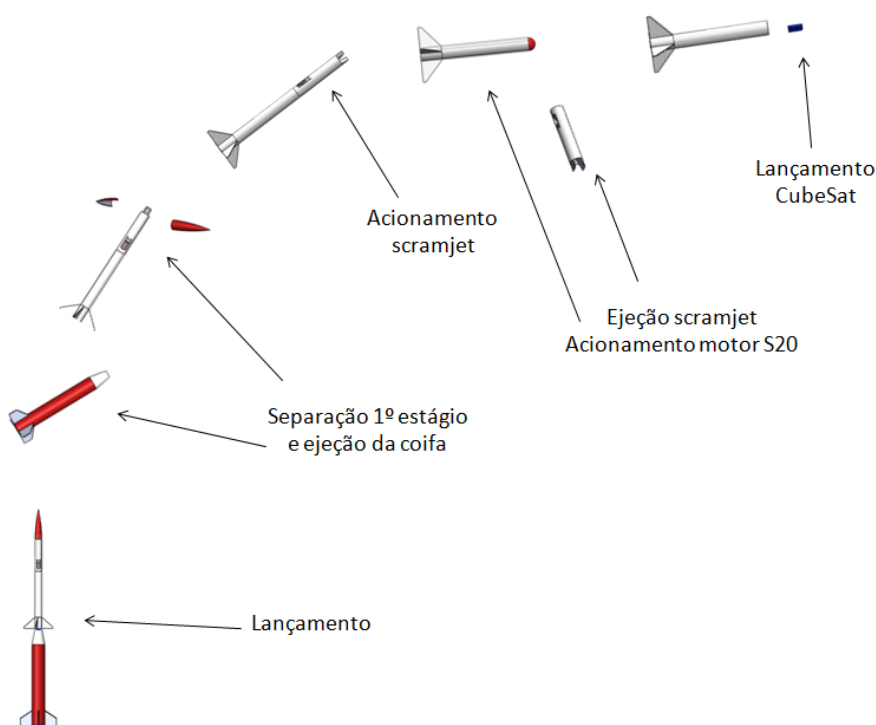 Lançamento
CubeSat
Acionamento
scramjet
Ejeção scramjet
Acionamento motor S20
Separação 1º estágio
e ejeção da coifa
Lançamento